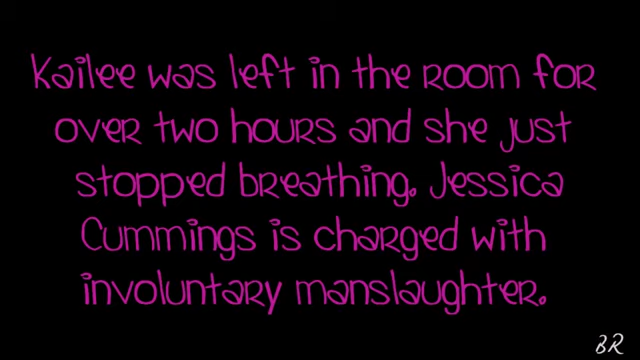 Kailee was left in the room for
over two hours and she just
stopped breathing. Jessica
Cummings is charged with
involuntary manslaughter.
BR